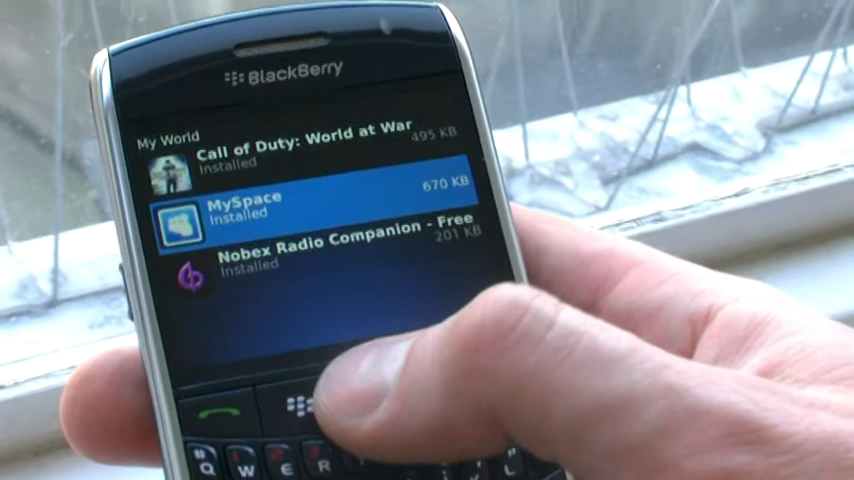 BlackBerry
My World
Call of Duty: World at War
495 KB
Installed
MySpace
670 KB
Installed
Nobex Radio Companion - Free
201 KB
Installed
Q W E R L